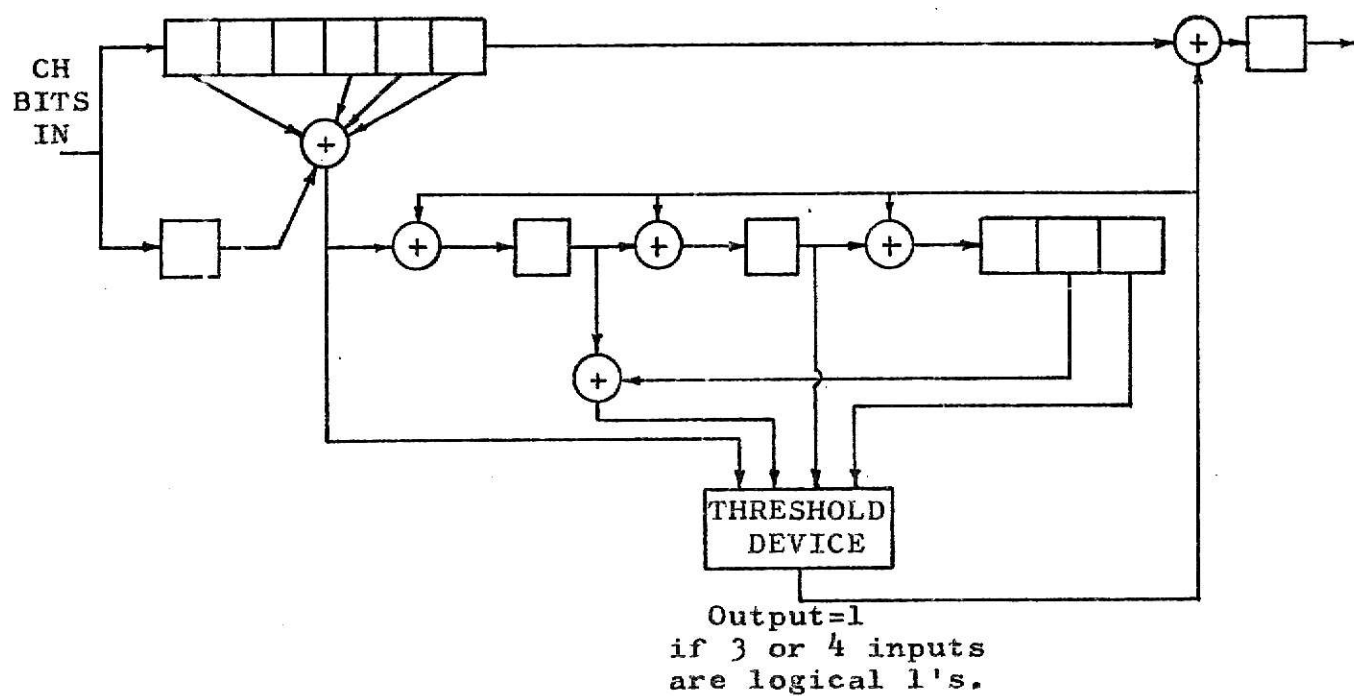 CH
BITS
IN
+
+
+
+
+
+
THRESHOLD
DEVICE
Output=1
if 3 or 4 inputs
are logical 1's.